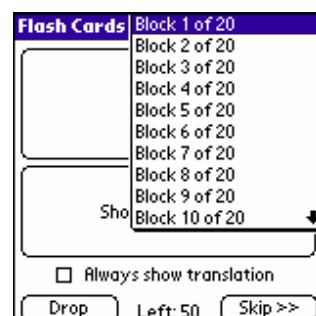 Flash Cards
Block 1 of 20
Block 2 of 20
Block 3 of 20
Block 4 of 20
Block 5 of 20
Block 6 of 20
Block 7 of 20
Block 8 of 20
Block 9 of 20
Sho
Block 10 of 20
Always show translation
Drop Left: 50 Skip >>